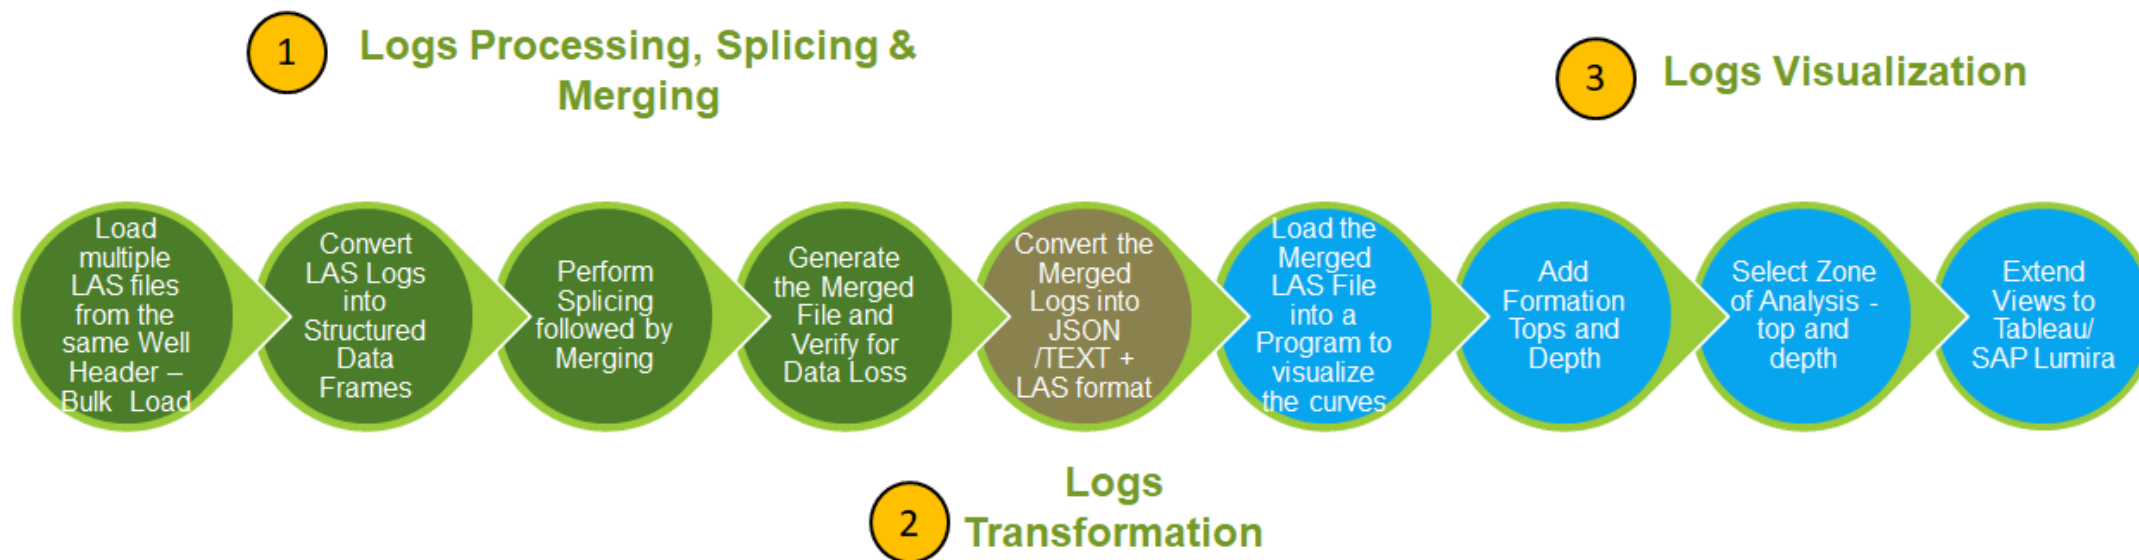 1
Logs Processing, Splicing &
Merging
3
Logs Visualization
Load
multiple
LAS files
from the
same Well
Header –
Bulk Load
Convert
LAS Logs
into
Structured
Data
Frames
Perform
Splicing
followed by
Merging
Generate
the Merged
File and
Verify for
Data Loss
Convert the
Merged
Logs into
JSON
/TEXT +
LAS format
Load the
Merged
LAS File
into a
Program to
visualize
the curves
Add
Formation
Tops and
Depth
Select Zone
of Analysis -
top and
depth
Extend
Views to
Tableau/
SAP Lumira
2
Logs
Transformation